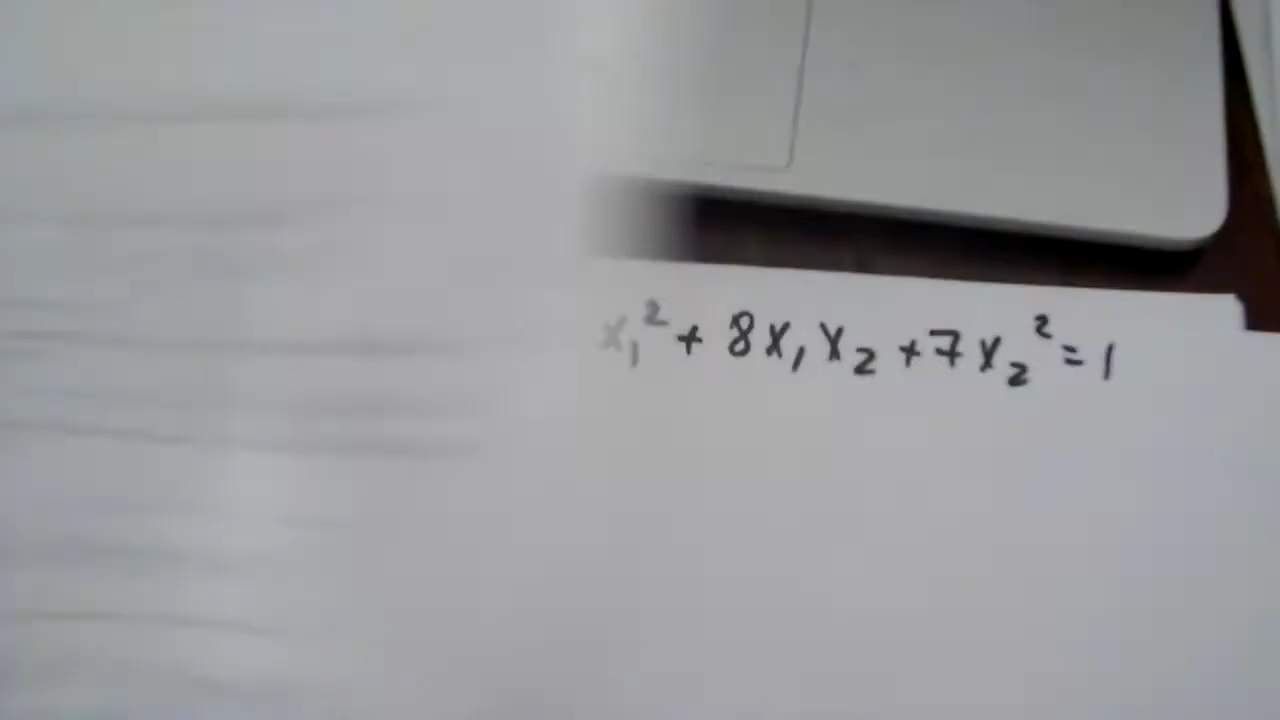 x₁² + 8x₁x₂ + 7x₂² = 1